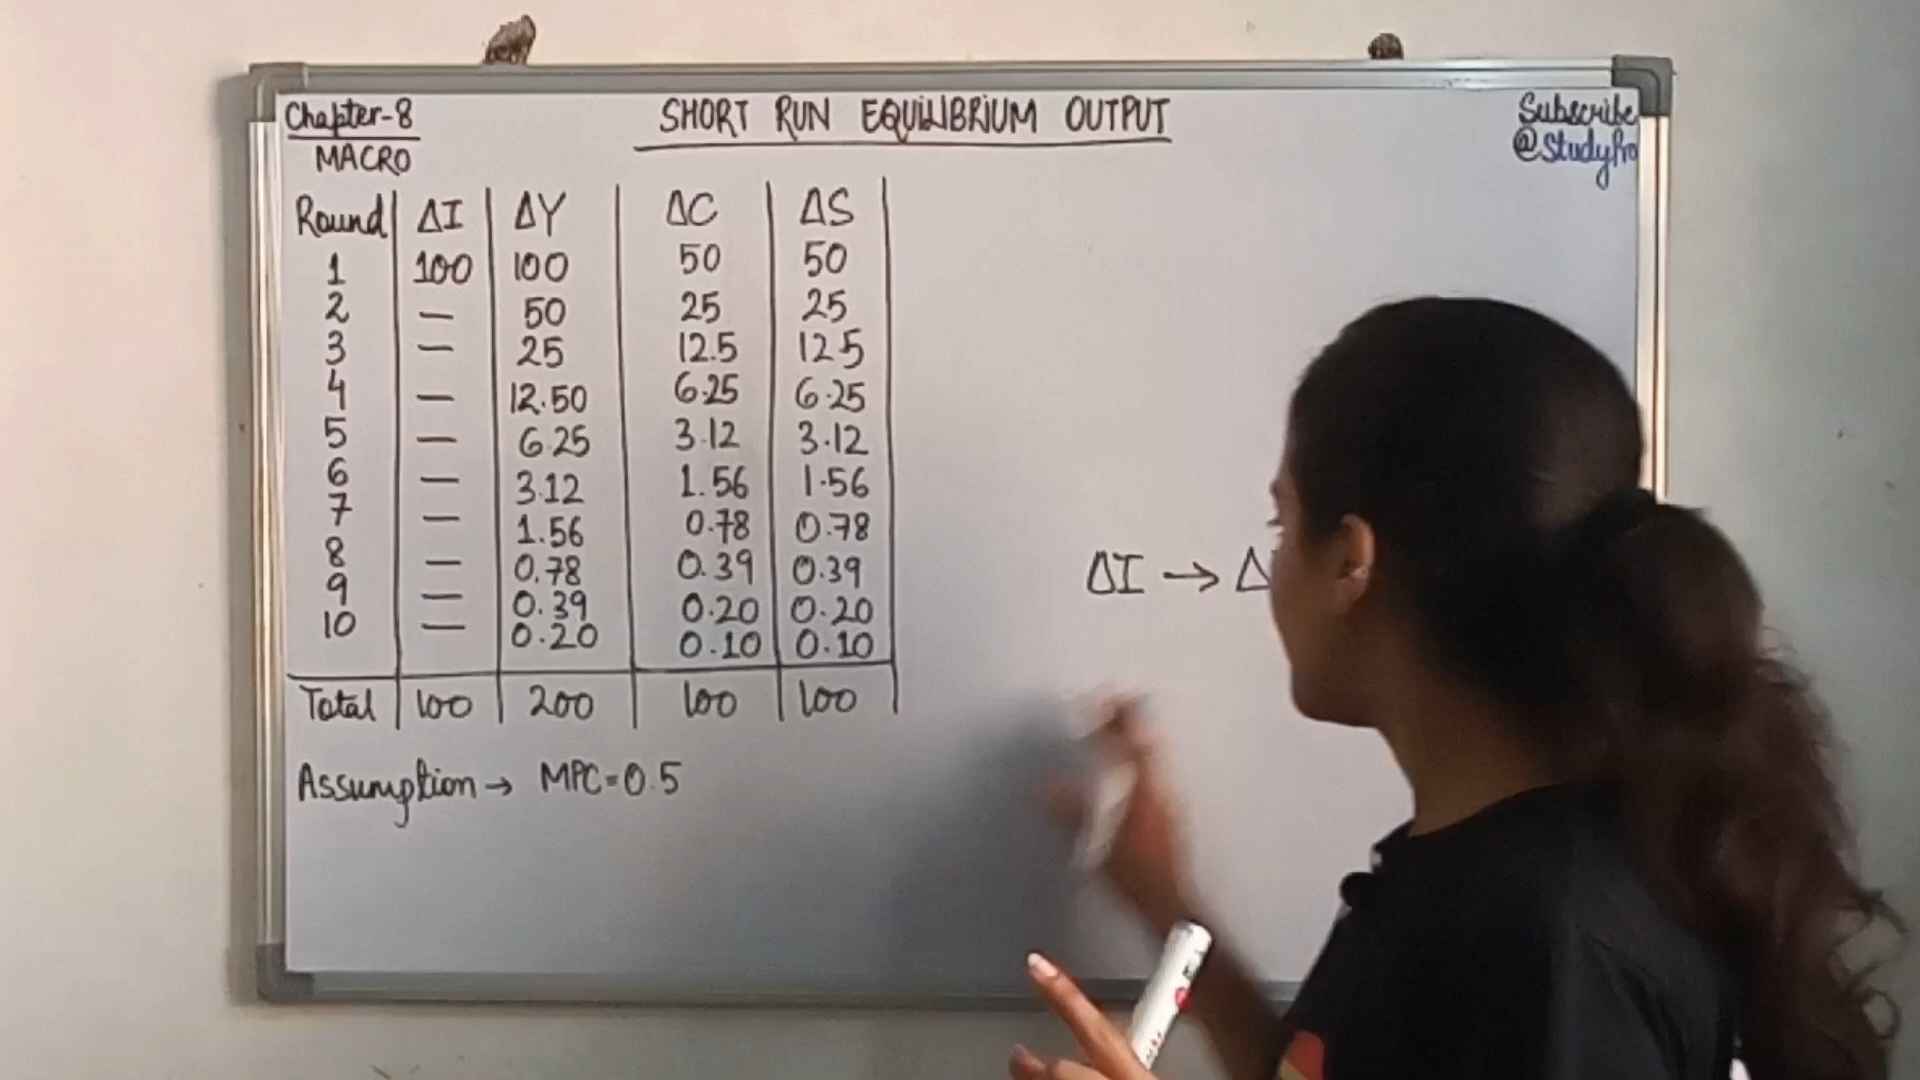 Chapter-8
MACRO
SHORT RUN EQUILIBRIUM OUTPUT
Subscribe
@Studypro
Round ΔI ΔY ΔC ΔS
1 100 100 50 50
2 — 50 25 25
3 — 25 12.5 12.5
4 — 12.50 6.25 6.25
5 — 6.25 3.12 3.12
6 — 3.12 1.56 1.56
7 — 1.56 0.78 0.78
8 — 0.78 0.39 0.39
9 — 0.39 0.20 0.20
10 — 0.20 0.10 0.10
Total 100 200 100 100
Assumption → MPC=0.5
ΔI → Δ